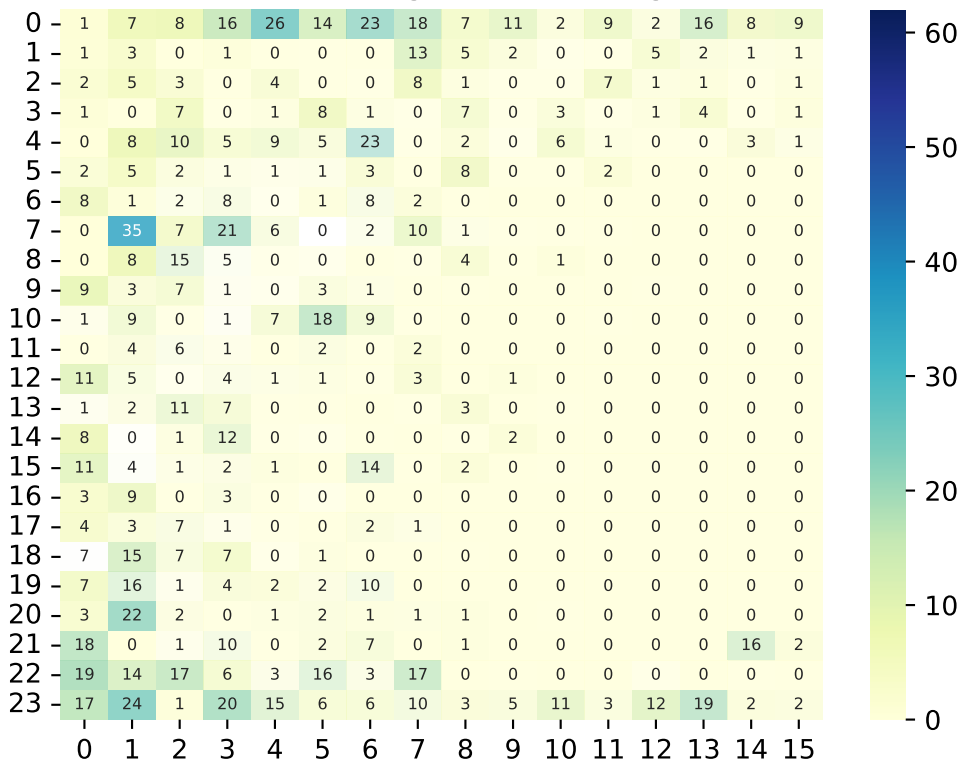 0 1 7 8 16 26 14 23 18 7 11 2 9 2 16 8 9
1 1 3 0 1 0 0 0 13 5 2 0 0 5 2 1 1
2 2 5 3 0 4 0 0 8 1 0 0 7 1 1 0 1
3 1 0 7 0 1 8 1 0 7 0 3 0 1 4 0 1
4 0 8 10 5 9 5 23 0 2 0 6 1 0 0 3 1
5 2 5 2 1 1 1 3 0 8 0 0 2 0 0 0 0
6 8 1 2 8 0 1 8 2 0 0 0 0 0 0 0 0
7 0 35 7 21 6 0 2 10 1 0 0 0 0 0 0 0
8 0 8 15 5 0 0 0 0 4 0 1 0 0 0 0 0
9 9 3 7 1 0 3 1 0 0 0 0 0 0 0 0 0
10 1 9 0 1 7 18 9 0 0 0 0 0 0 0 0 0
11 0 4 6 1 0 2 0 2 0 0 0 0 0 0 0 0
12 11 5 0 4 1 1 0 3 0 1 0 0 0 0 0 0
13 1 2 11 7 0 0 0 0 3 0 0 0 0 0 0 0
14 8 0 1 12 0 0 0 0 0 2 0 0 0 0 0 0
15 11 4 1 2 1 0 14 0 2 0 0 0 0 0 0 0
16 3 9 0 3 0 0 0 0 0 0 0 0 0 0 0 0
17 4 3 7 1 0 0 2 1 0 0 0 0 0 0 0 0
18 7 15 7 7 0 1 0 0 0 0 0 0 0 0 0 0
19 7 16 1 4 2 2 10 0 0 0 0 0 0 0 0 0
20 3 22 2 0 1 2 1 1 1 0 0 0 0 0 0 0
21 18 0 1 10 0 2 7 0 1 0 0 0 0 0 16 2
22 19 14 17 6 3 16 3 17 0 0 0 0 0 0 0 0
23 17 24 1 20 15 6 6 10 3 5 11 3 12 19 2 2
0 1 2 3 4 5 6 7 8 9 10 11 12 13 14 15
60
50
40
30
20
10
0